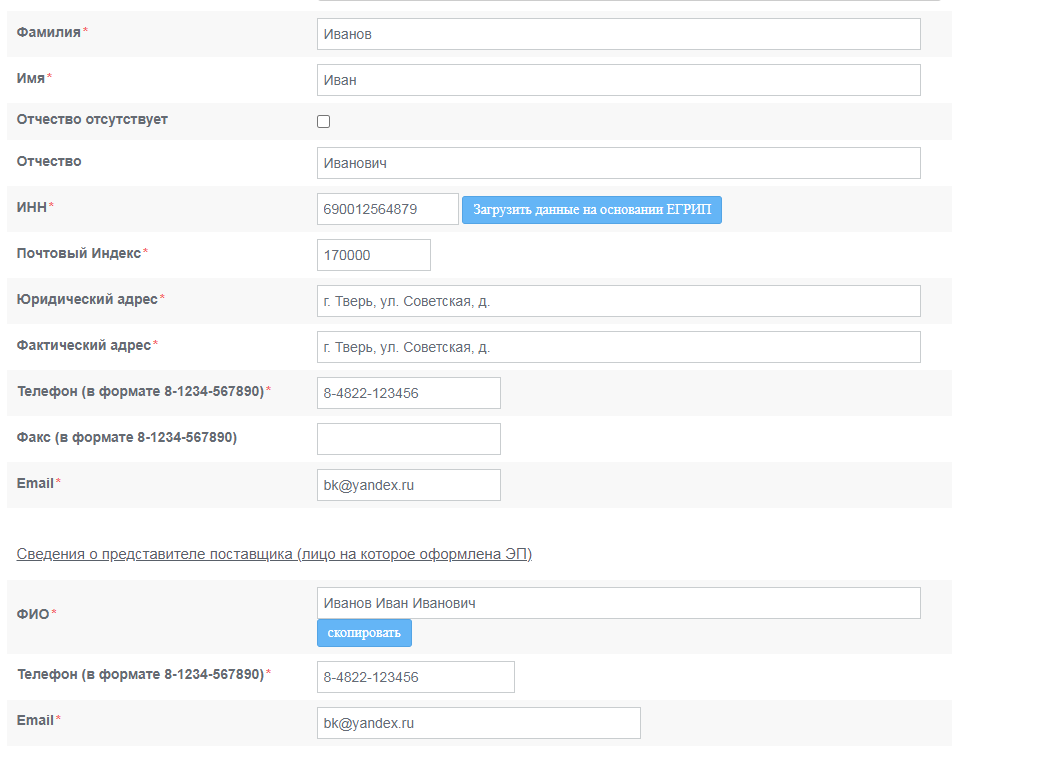 Фамилия* Иванов
Имя* Иван
Отчество отсутствует
Отчество Иванович
ИНН* 690012564879 Загрузить данные на основании ЕГРИП
Почтовый Индекс* 170000
Юридический адрес* г. Тверь, ул. Советская, д.
Фактический адрес* г. Тверь, ул. Советская, д.
Телефон (в формате 8-1234-567890)* 8-4822-123456
Факс (в формате 8-1234-567890)
Email* bk@yandex.ru
Сведения о представителе поставщика (лицо на которое оформлена ЭП)
ФИО* Иванов Иван Иванович
скопировать
Телефон (в формате 8-1234-567890)* 8-4822-123456
Email* bk@yandex.ru